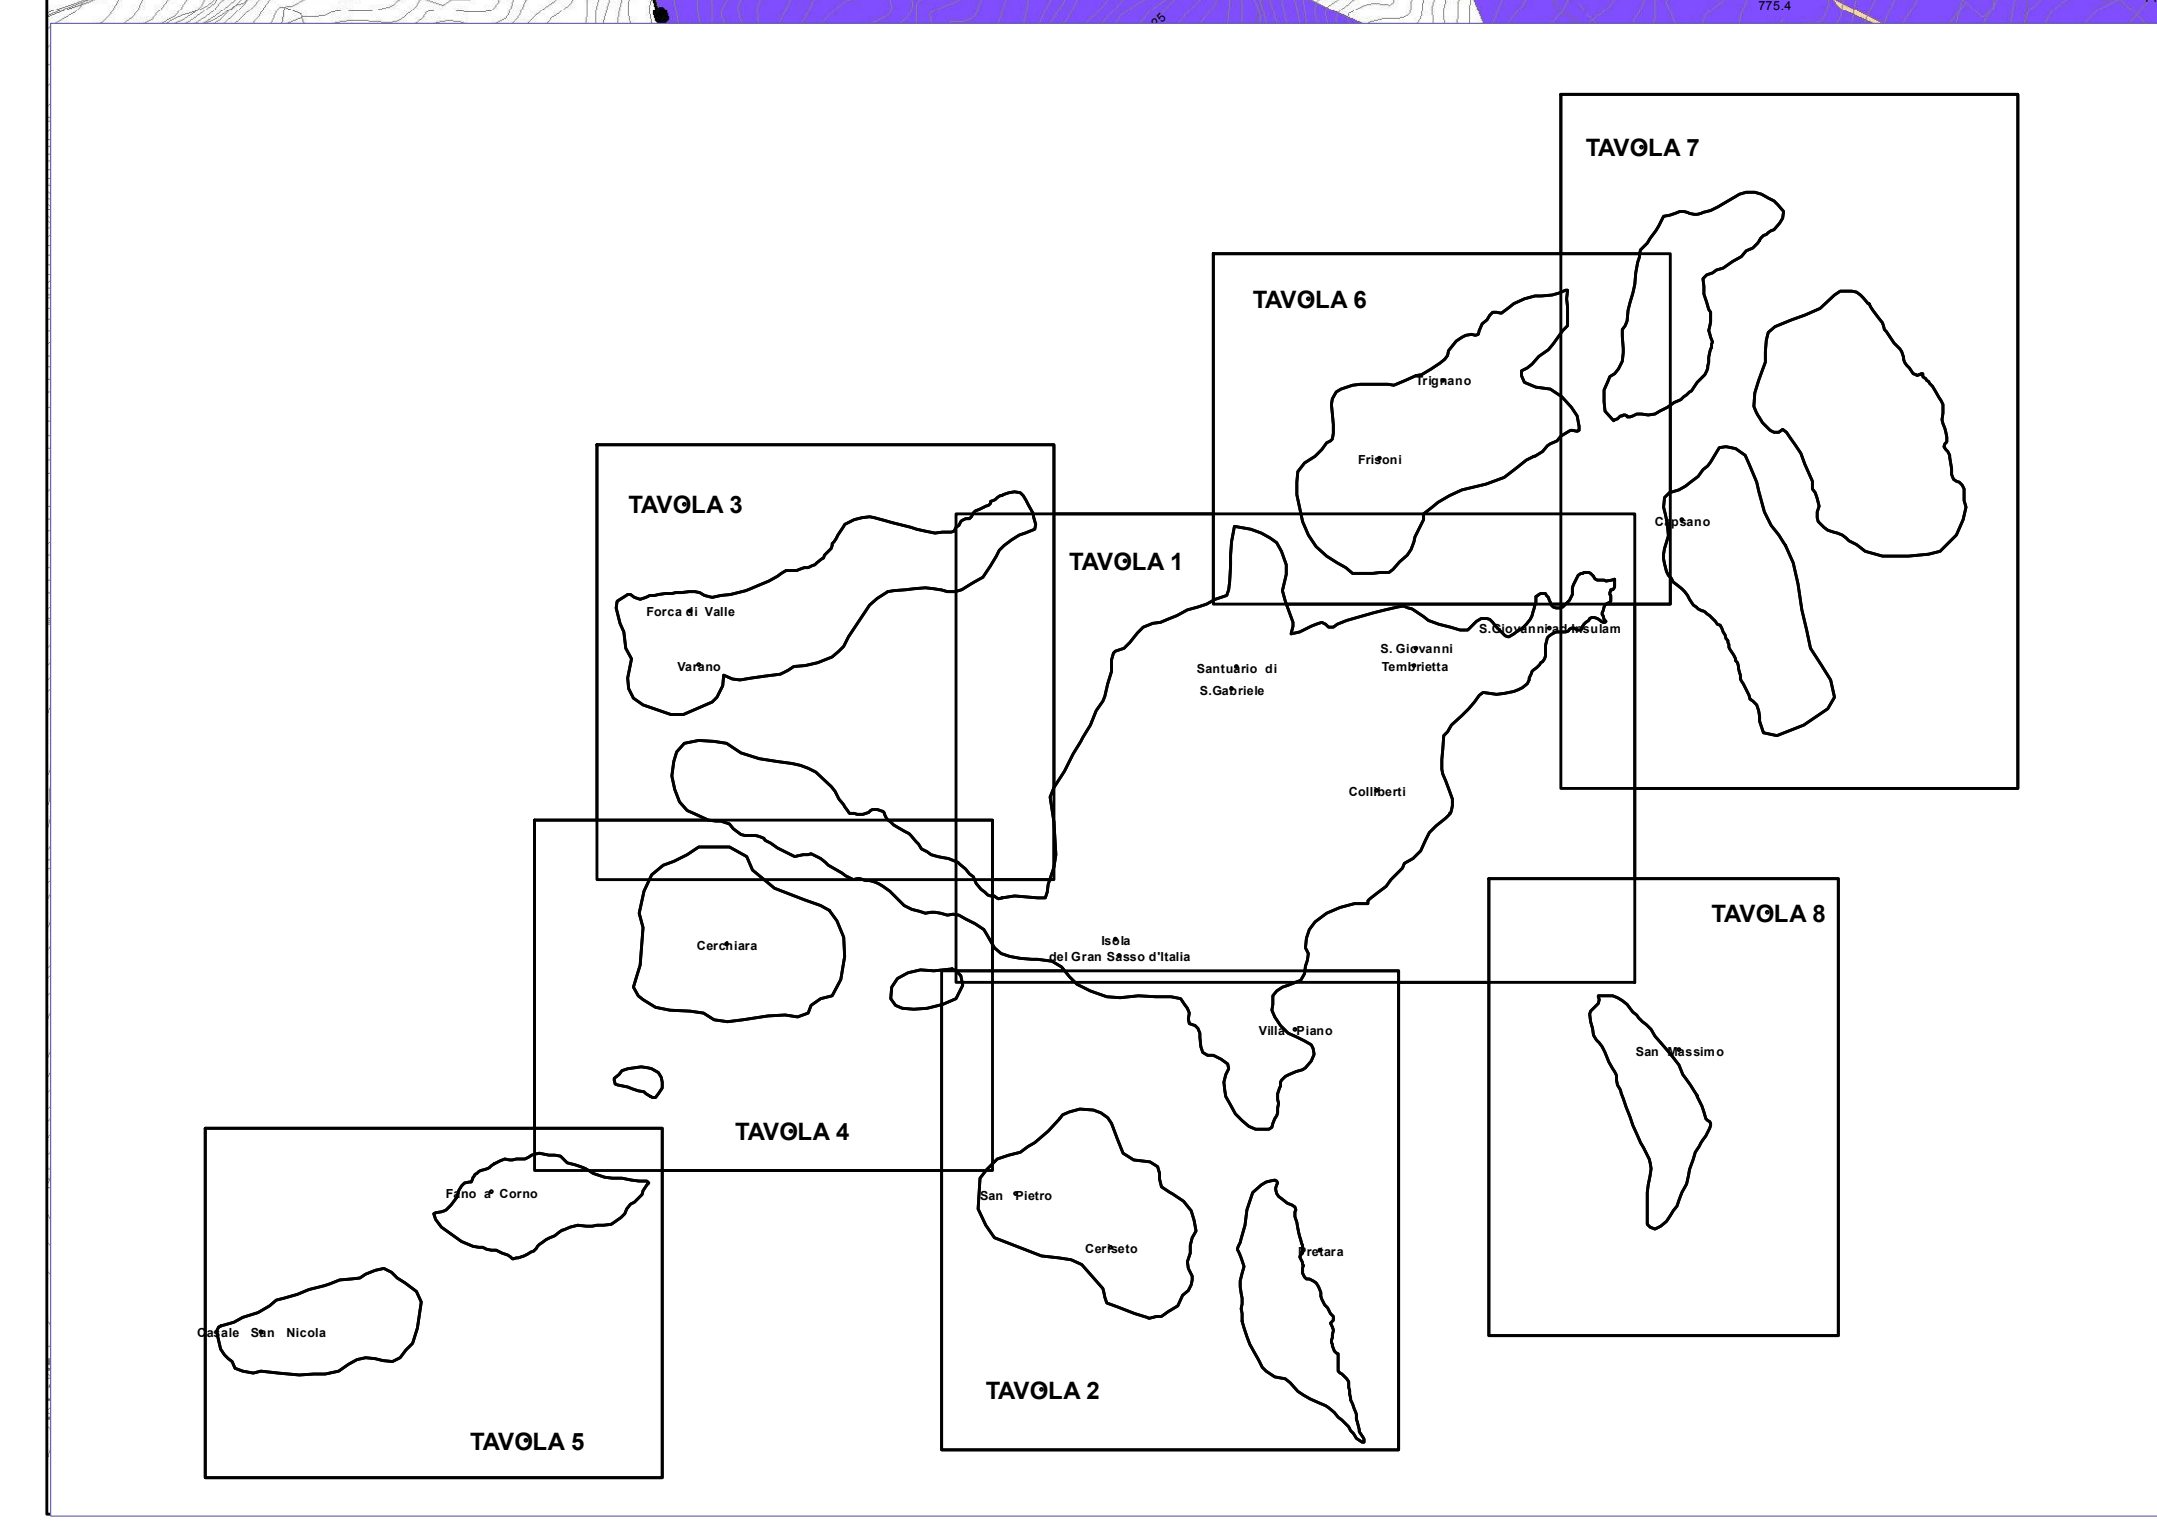 775.4
25
TAVOLA 7
TAVOLA 6
Trignano
Frisoni
TAVOLA 3
Capsano
TAVOLA 1
Forca di Valle
S.Giovanni ad Insulam
S. Giovanni
Tembrietta
Varano
Santuario di
S.Gabriele
Colliberti
TAVOLA 8
Cerchiara
Isola
del Gran Sasso d'Italia
Villa Piano
San Massimo
TAVOLA 4
Fano a Corno
San Pietro
Ceriseto
Pretara
Casale San Nicola
TAVOLA 2
TAVOLA 5